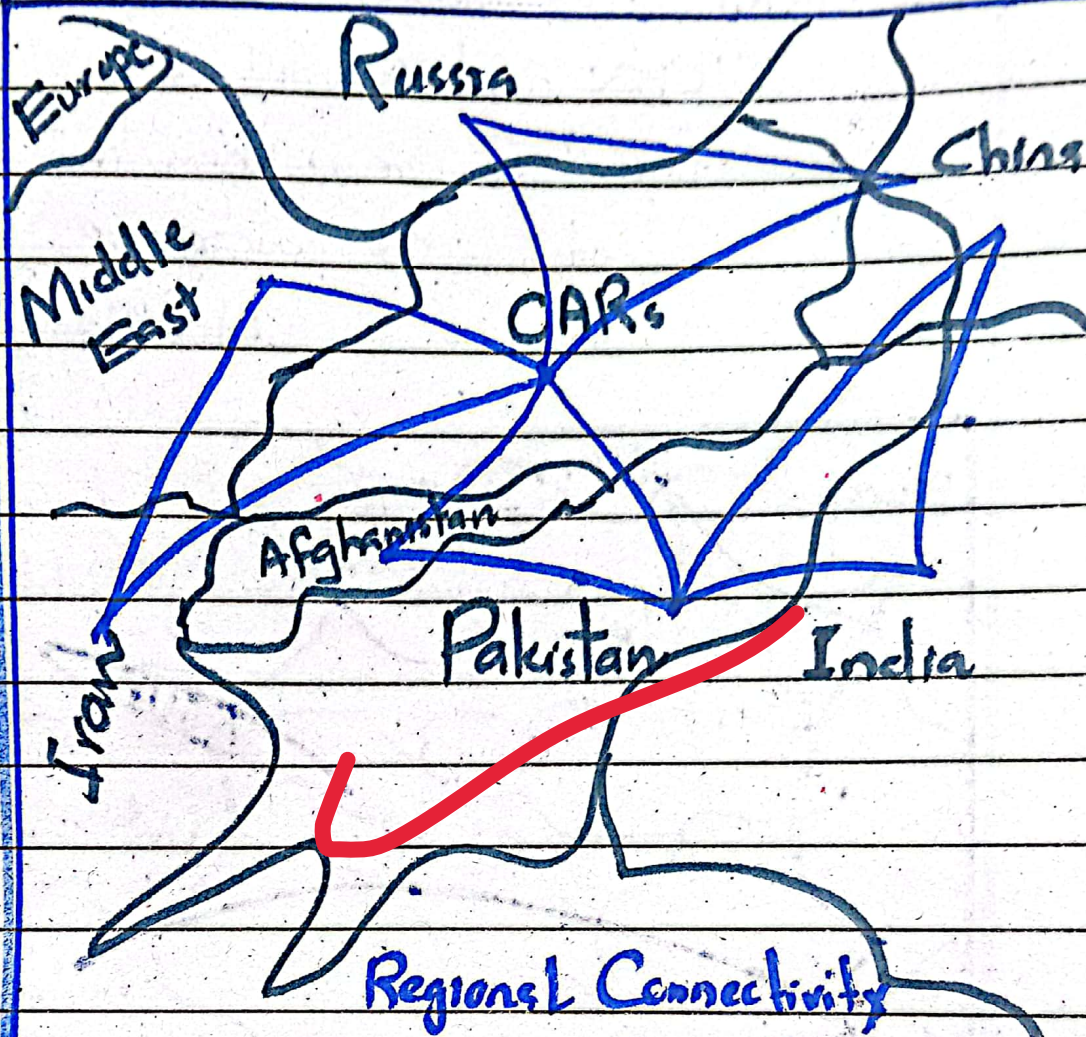 Europe
Russia
China
Middle
East
CARs
Afghanistan
Pakistan
India
Iran
Regional Connectivity